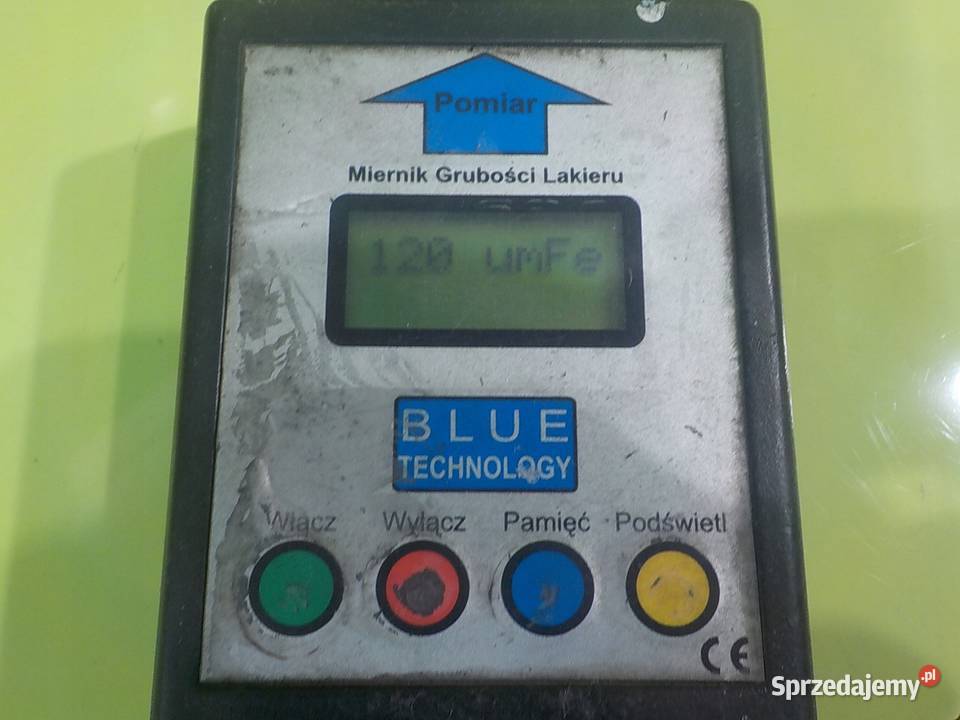 Pomiar
Miernik Grubości Lakieru
120 umFe
BLUE
TECHNOLOGY
Włącz Wyłącz Pamięć Podświetl
CE
Sprzedajemy.pl